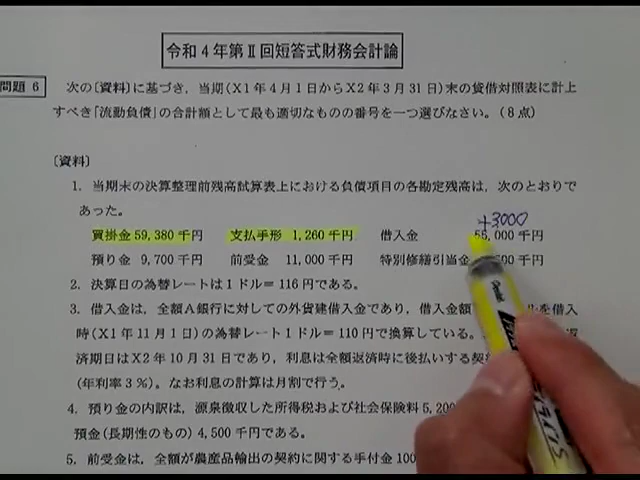 令和4年第Ⅱ回短答式財務会計論
問題 6
次の〔資料〕に基づき，当期(X1年4月1日からX2年3月31日)末の貸借対照表に計上
すべき「流動負債」の合計額として最も適切なものの番号を一つ選びなさい。(8点)
〔資料〕
1．当期末の決算整理前残高試算表上における負債項目の各勘定残高は，次のとおりで
あった。
+3000
買掛金 59,380 千円 支払手形 1,260 千円 借入金 55,000 千円
預り金 9,700 千円 前受金 11,000 千円 特別修繕引当金 00 千円
2．決算日の為替レートは1ドル＝116円である。
3．借入金は，全額A銀行に対しての外貨建借入金であり，借入金額 ルを借入
時(X1年11月1日)の為替レート1ドル＝110円で換算している。
済期日はX2年10月31日であり，利息は全額返済時に後払いする契
(年利率3％)。なお利息の計算は月割で行う。
4．預り金の内訳は，源泉徴収した所得税および社会保険料 5,200
預金(長期性のもの) 4,500 千円である。
5．前受金は，全額が農産品輸出の契約に関する手付金 100